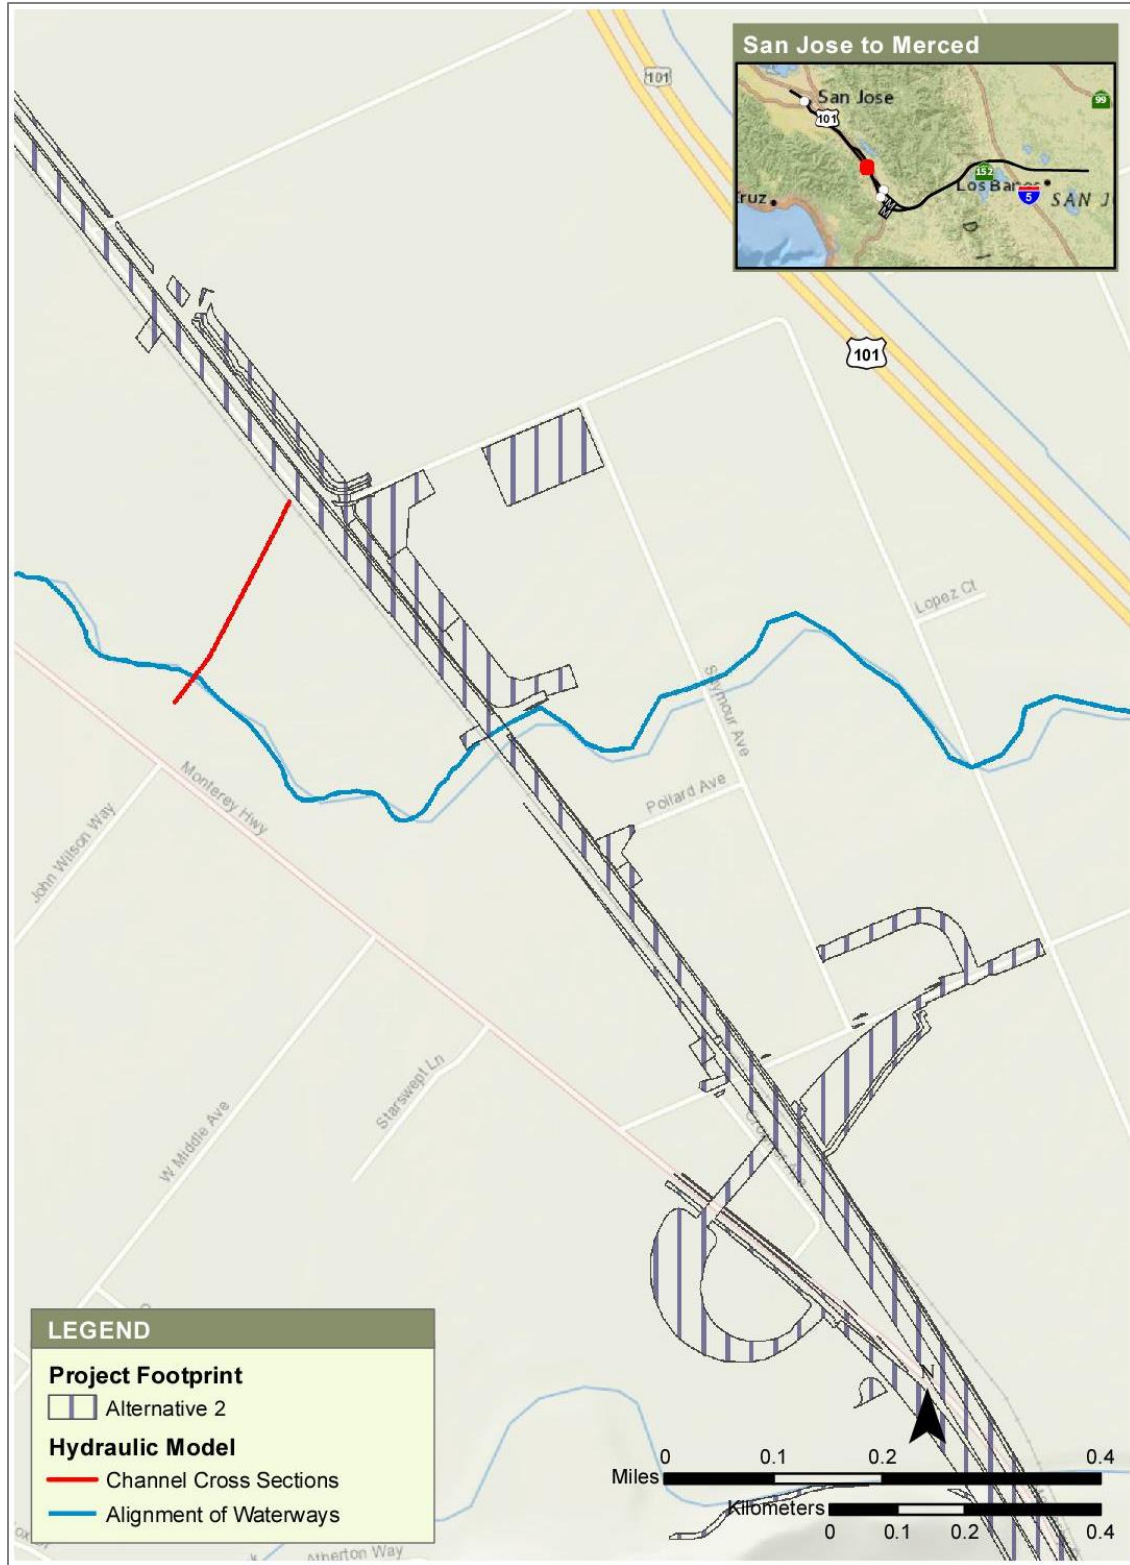 San Jose to Merced
San Jose
101
99
152
Los Banos
5
SAN J
ruz
101
101
Lopez Ct
Seymour Ave
Pollard Ave
Monterey Hwy
John Wilson Way
Starswept Ln
W Middle Ave
N
LEGEND
Project Footprint
Alternative 2
Hydraulic Model
Channel Cross Sections
Alignment of Waterways
0 0.1 0.2 0.4
Miles
Kilometers
0 0.1 0.2 0.4
Atherton Way